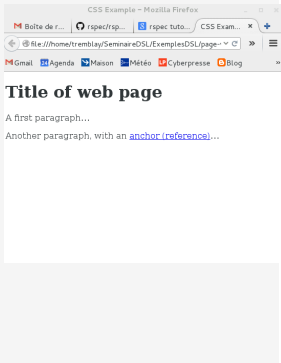 CSS Example - Mozilla Firefox
Boîte de r... rspec/rsp... rspec tuto... CSS Exam...
file:///home/tremblay/SeminaireDSL/ExemplesDSL/page-
Gmail Agenda Maison Météo Cyberpresse Blog
Title of web page
A first paragraph...
Another paragraph, with an anchor (reference)...